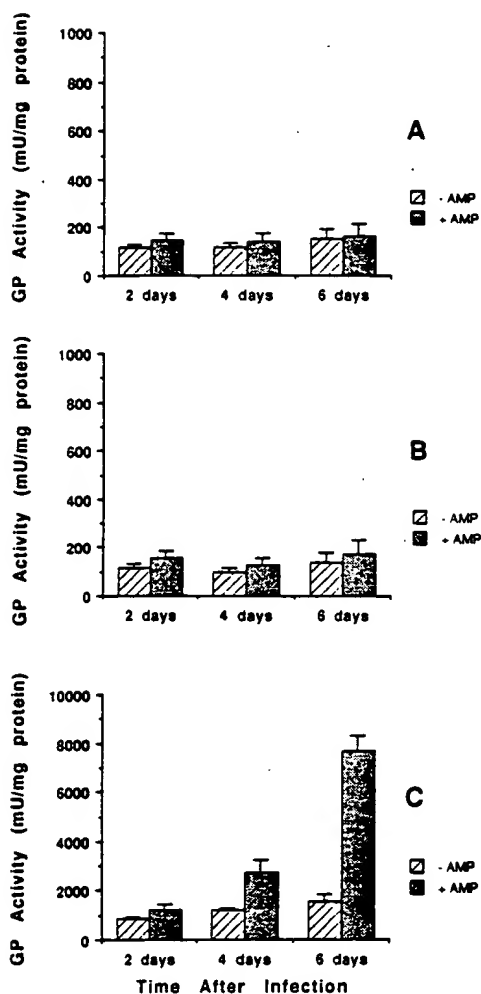 GP Activity (mU/mg protein)
1000
800
600
400
200
0
2 days 4 days 6 days
A
- AMP
+ AMP
GP Activity (mU/mg protein)
1000
800
600
400
200
0
2 days 4 days 6 days
B
- AMP
+ AMP
GP Activity (mU/mg protein)
10000
8000
6000
4000
2000
0
2 days 4 days 6 days
C
- AMP
+ AMP
Time After Infection